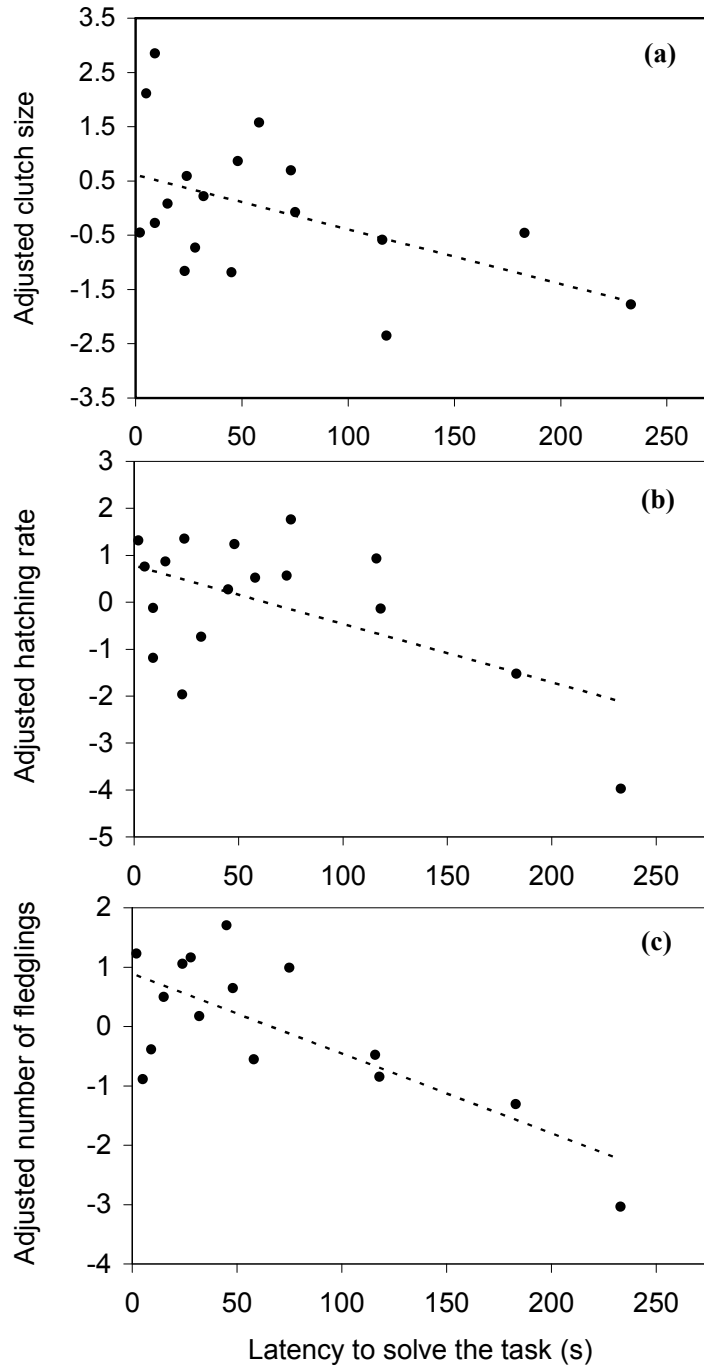 3.5
(a)
2.5
1.5
0.5
-0.5
-1.5
-2.5
-3.5
Adjusted clutch size
0 50 100 150 200 250
3
(b)
2
1
0
-1
-2
-3
-4
-5
Adjusted hatching rate
0 50 100 150 200 250
2
(c)
1
0
-1
-2
-3
-4
Adjusted number of fledglings
0 50 100 150 200 250
Latency to solve the task (s)